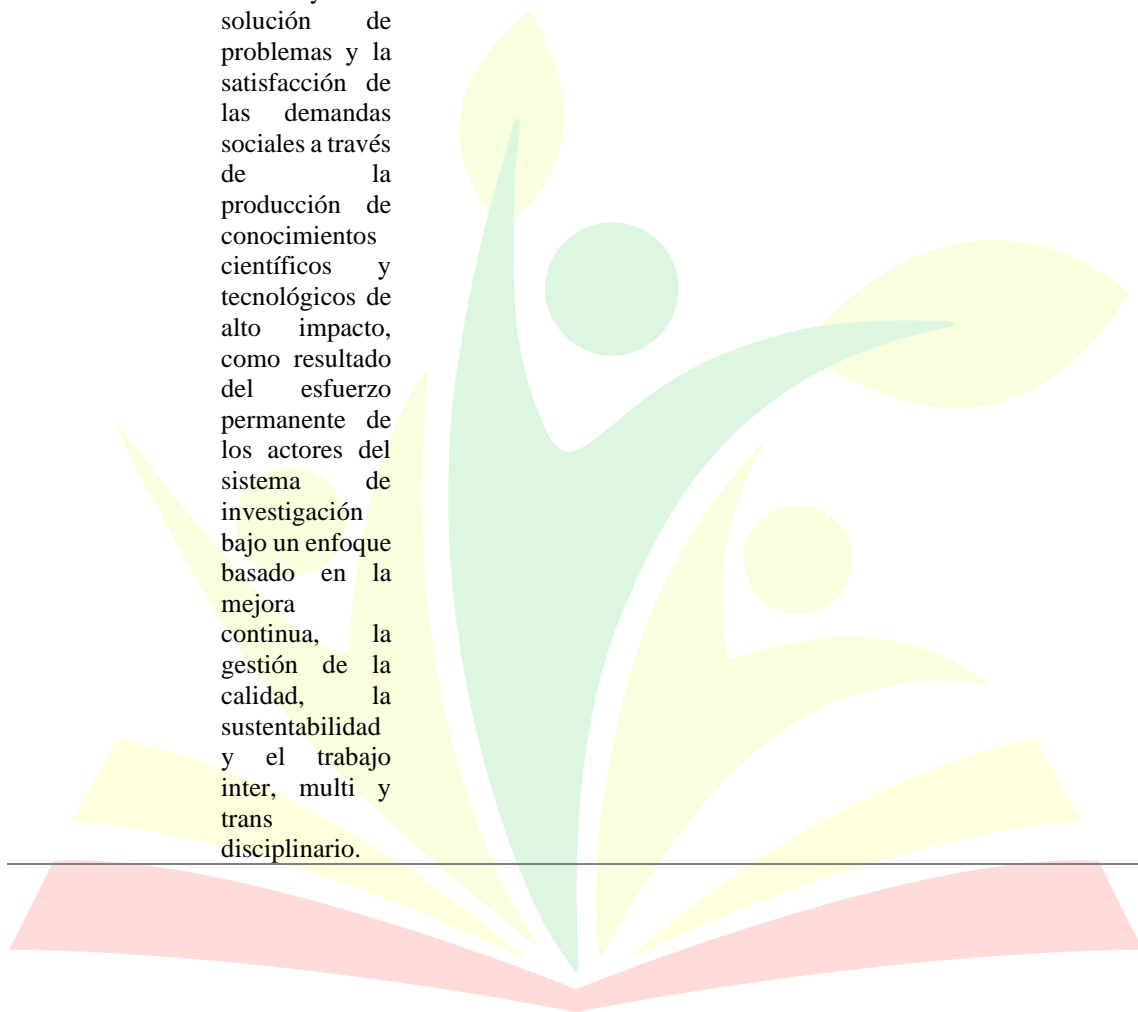 solución de
problemas y la
satisfacción de
las demandas
sociales a través
de la
producción de
conocimientos
científicos y
tecnológicos de
alto impacto,
como resultado
del esfuerzo
permanente de
los actores del
sistema de
investigación
bajo un enfoque
basado en la
mejora
continua, la
gestión de la
calidad, la
sustentabilidad
y el trabajo
inter, multi y
trans
disciplinario.